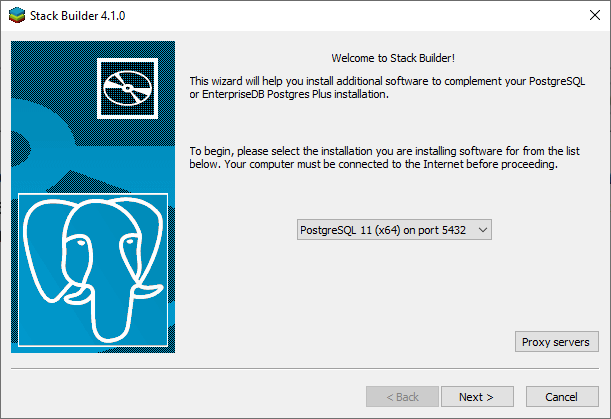 Stack Builder 4.1.0
Welcome to Stack Builder!
This wizard will help you install additional software to complement your PostgreSQL
or EnterpriseDB Postgres Plus installation.
To begin, please select the installation you are installing software for from the list
below. Your computer must be connected to the Internet before proceeding.
PostgreSQL 11 (x64) on port 5432
Proxy servers
< Back
Next >
Cancel